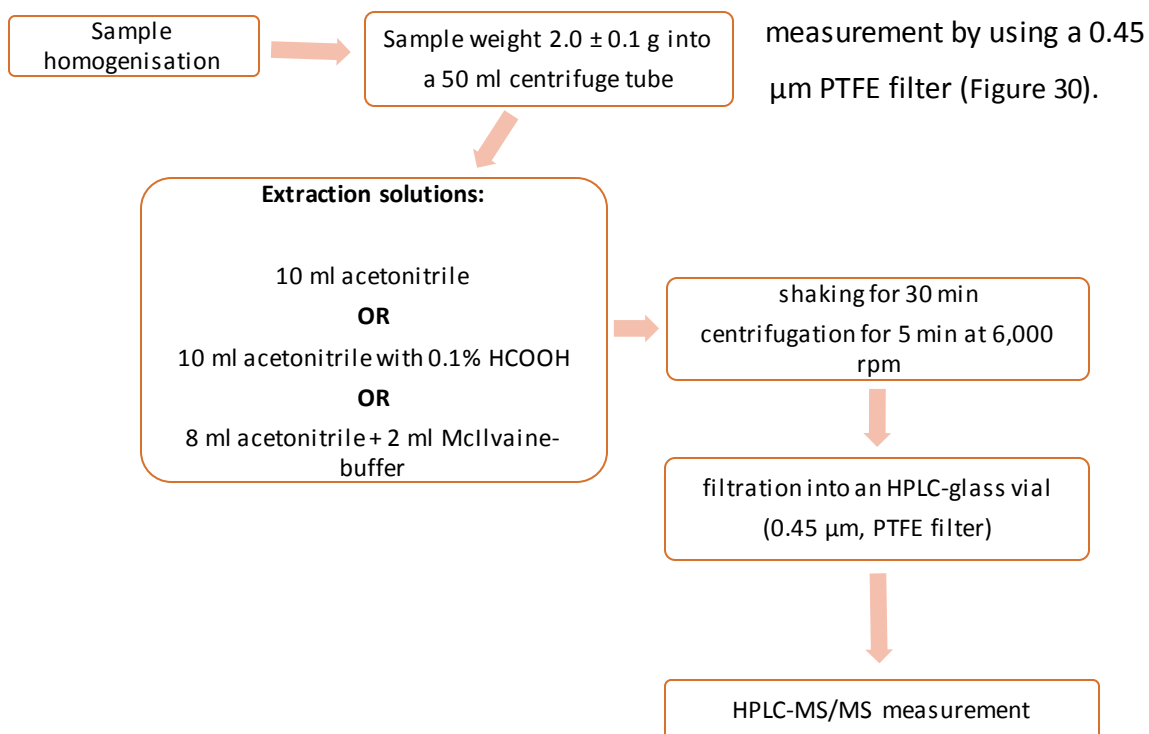 Sample
homogenisation
Sample weight 2.0 ± 0.1 g into
a 50 ml centrifuge tube
measurement by using a 0.45
µm PTFE filter (Figure 30).
Extraction solutions:
10 ml acetonitrile
OR
10 ml acetonitrile with 0.1% HCOOH
OR
8 ml acetonitrile + 2 ml McIlvaine-
buffer
shaking for 30 min
centrifugation for 5 min at 6,000
rpm
filtration into an HPLC-glass vial
(0.45 µm, PTFE filter)
HPLC-MS/MS measurement